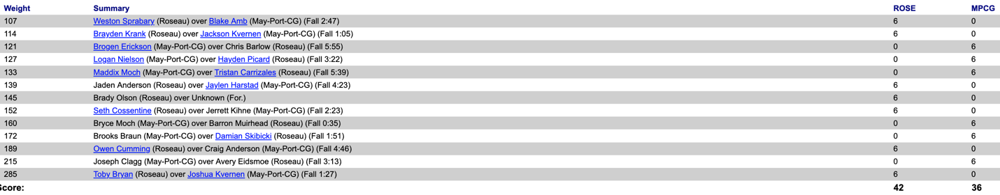 Weight Summary ROSE MPCG
107 Weston Sprabary (Roseau) over Blake Amb (May-Port-CG) (Fall 2:47) 6 0
114 Brayden Krank (Roseau) over Jackson Kvernen (May-Port-CG) (Fall 1:05) 6 0
121 Brogen Erickson (May-Port-CG) over Chris Barlow (Roseau) (Fall 5:55) 0 6
127 Logan Nielson (May-Port-CG) over Hayden Picard (Roseau) (Fall 3:22) 0 6
133 Maddix Moch (May-Port-CG) over Tristan Carrizales (Roseau) (Fall 5:39) 0 6
139 Jaden Anderson (Roseau) over Jaylen Harstad (May-Port-CG) (Fall 4:23) 6 0
145 Brady Olson (Roseau) over Unknown (For.) 6 0
152 Seth Cossentine (Roseau) over Jerrett Kihne (May-Port-CG) (Fall 2:23) 6 0
160 Bryce Moch (May-Port-CG) over Barron Muirhead (Roseau) (Fall 0:35) 0 6
172 Brooks Braun (May-Port-CG) over Damian Skibicki (Roseau) (Fall 1:51) 0 6
189 Owen Cumming (Roseau) over Craig Anderson (May-Port-CG) (Fall 4:46) 6 0
215 Joseph Clagg (May-Port-CG) over Avery Eidsmoe (Roseau) (Fall 3:13) 0 6
285 Toby Bryan (Roseau) over Joshua Kvernen (May-Port-CG) (Fall 1:27) 6 0
Score: 42 36